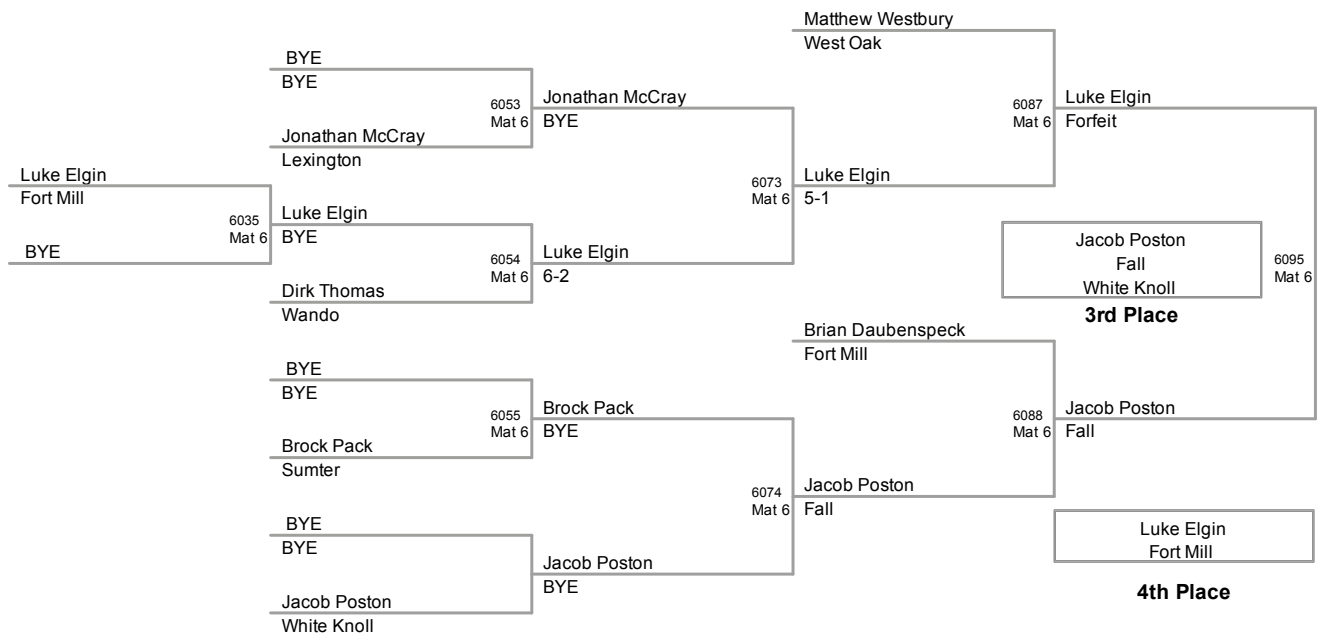 Matthew Westbury
West Oak
BYE
BYE
6053
Mat 6
Jonathan McCray
BYE
6087
Mat 6
Luke Elgin
Forfeit
Jonathan McCray
Lexington
Luke Elgin
Fort Mill
6073
Mat 6
Luke Elgin
5-1
6035
Mat 6
Luke Elgin
BYE
BYE
6054
Mat 6
Luke Elgin
6-2
Jacob Poston
Fall
White Knoll
3rd Place
6095
Mat 6
Dirk Thomas
Wando
Brian Daubenspeck
Fort Mill
BYE
BYE
6055
Mat 6
Brock Pack
BYE
6088
Mat 6
Jacob Poston
Fall
Brock Pack
Sumter
6074
Mat 6
Jacob Poston
Fall
BYE
BYE
Luke Elgin
Fort Mill
4th Place
Jacob Poston
BYE
Jacob Poston
White Knoll